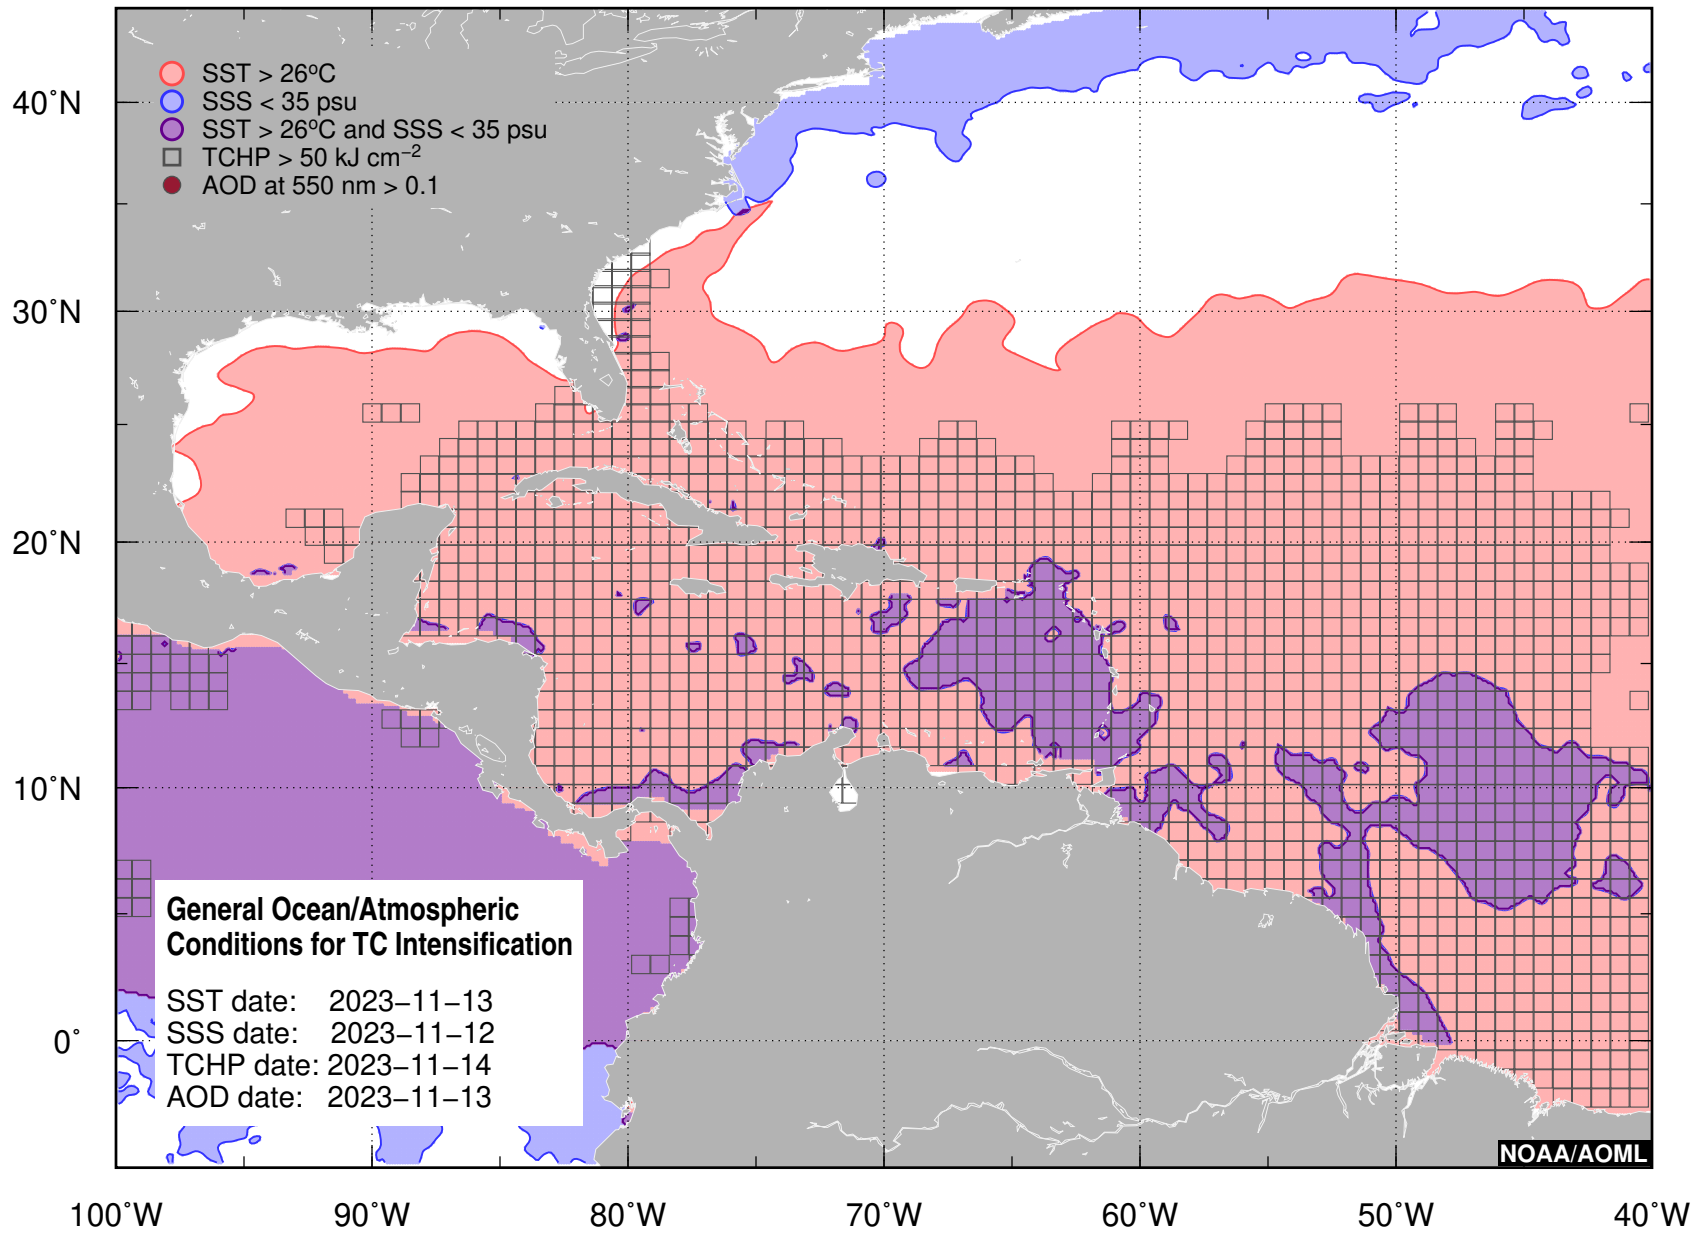 SST > 26°C
SSS < 35 psu
SST > 26°C and SSS < 35 psu
TCHP > 50 kJ cm⁻²
AOD at 550 nm > 0.1
40°N
30°N
20°N
10°N
0°
General Ocean/Atmospheric
Conditions for TC Intensification
SST date: 2023−11−13
SSS date: 2023−11−12
TCHP date: 2023−11−14
AOD date: 2023−11−13
NOAA/AOML
100°W 90°W 80°W 70°W 60°W 50°W 40°W